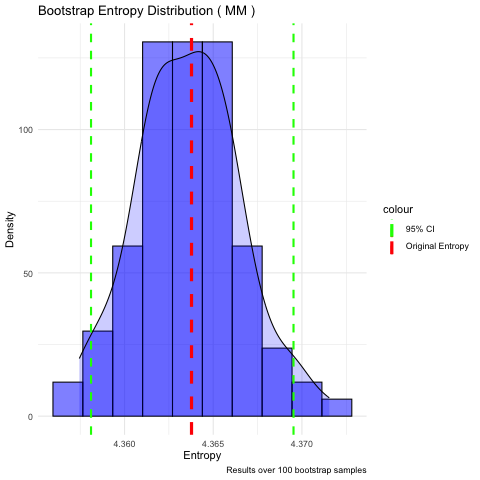 Bootstrap Entropy Distribution ( MM )
Density
100
50
0
4.360
4.365
4.370
Entropy
colour
95% CI
Original Entropy
Results over 100 bootstrap samples